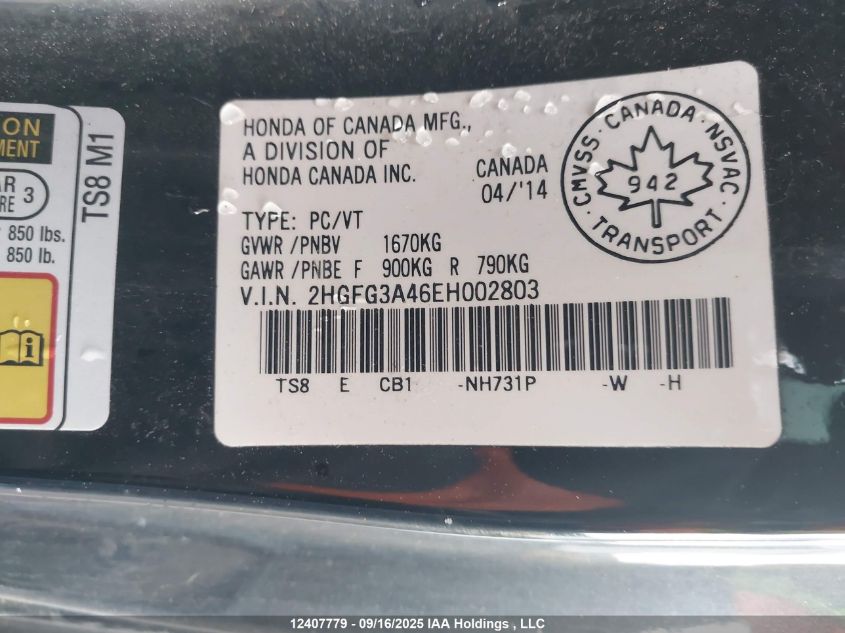 ION
MENT
AR
RE 3
850 lbs.
850 lb.
TS8 M1
HONDA OF CANADA MFG.,
A DIVISION OF
HONDA CANADA INC.
CANADA
04/'14
TYPE: PC/VT
GVWR /PNBV 1670KG
GAWR /PNBE F 900KG R 790KG
V.I.N. 2HGFG3A46EH002803
TS8 E CB1 -NH731P -W -H
CMVSS · CANADA · NSVAC · TRANSPORT ·
942
12407779 - 09/16/2025 IAA Holdings , LLC